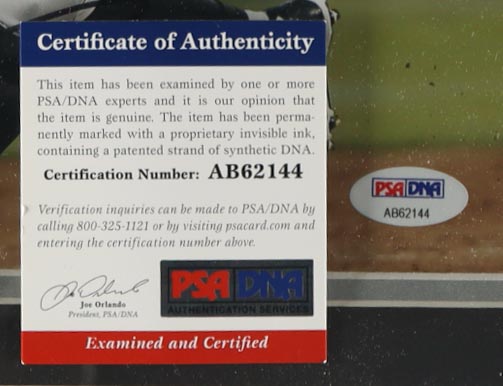 Certificate of Authenticity
This item has been examined by one or more
PSA/DNA experts and it is our opinion that
the item is genuine. The item has been perma-
nently marked with a proprietary invisible ink,
containing a patented strand of synthetic DNA.
Certification Number: AB62144
Verification inquiries can be made to PSA/DNA by
calling 800-325-1121 or by visiting psacard.com and
entering the certification number above.
Joe Orlando
President, PSA/DNA
PSA DNA
AUTHENTICATION SERVICES
Examined and Certified
PSA DNA
AB62144